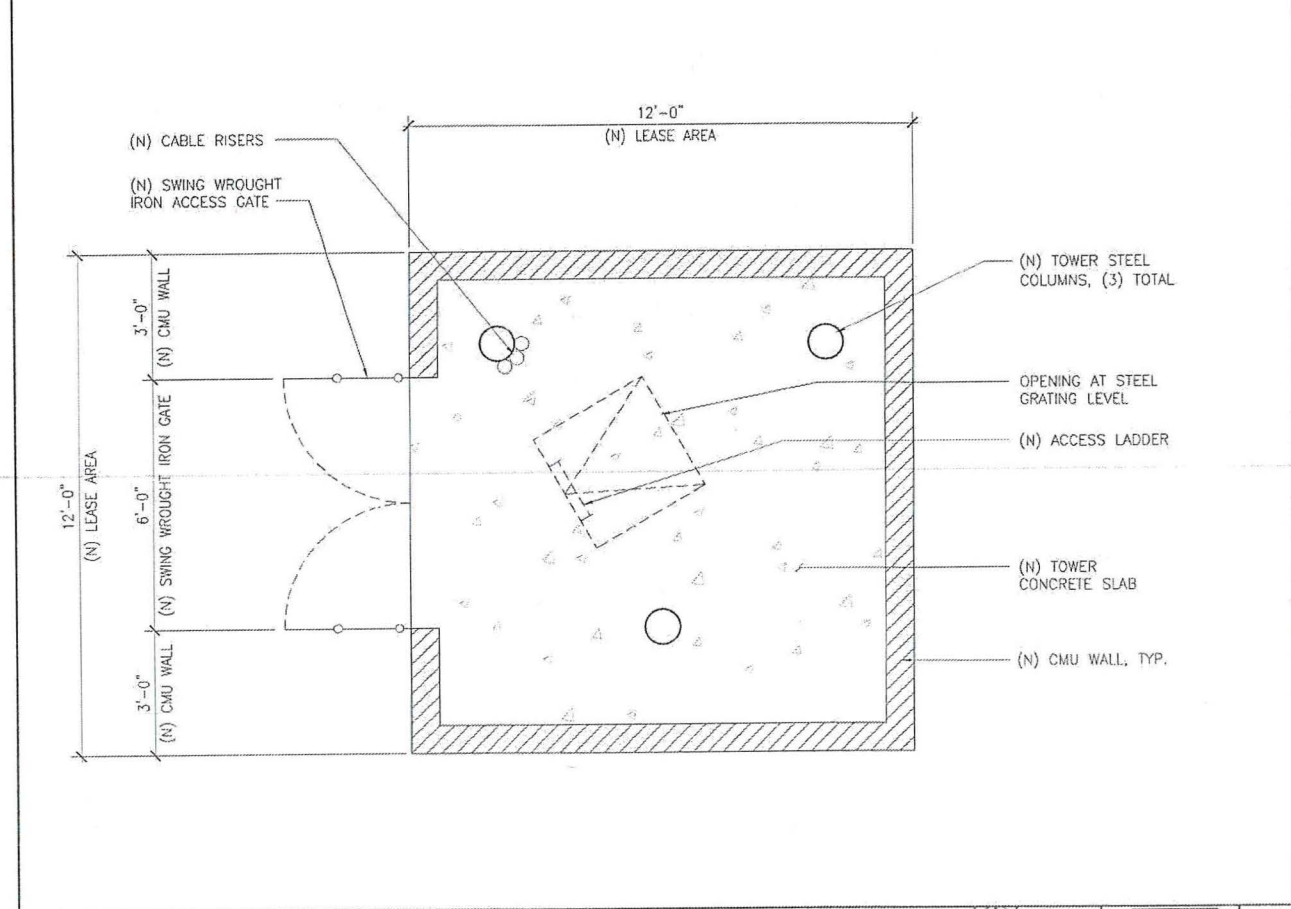 12'-0"
(N) LEASE AREA
(N) CABLE RISERS
(N) SWING WROUGHT
IRON ACCESS GATE
12'-0"
(N) LEASE AREA
3'-0"
(N) CMU WALL
6'-0"
(N) SWING WROUGHT IRON GATE
3'-0"
(N) CMU WALL
(N) TOWER STEEL
COLUMNS, (3) TOTAL
OPENING AT STEEL
GRATING LEVEL
(N) ACCESS LADDER
(N) TOWER
CONCRETE SLAB
(N) CMU WALL, TYP.